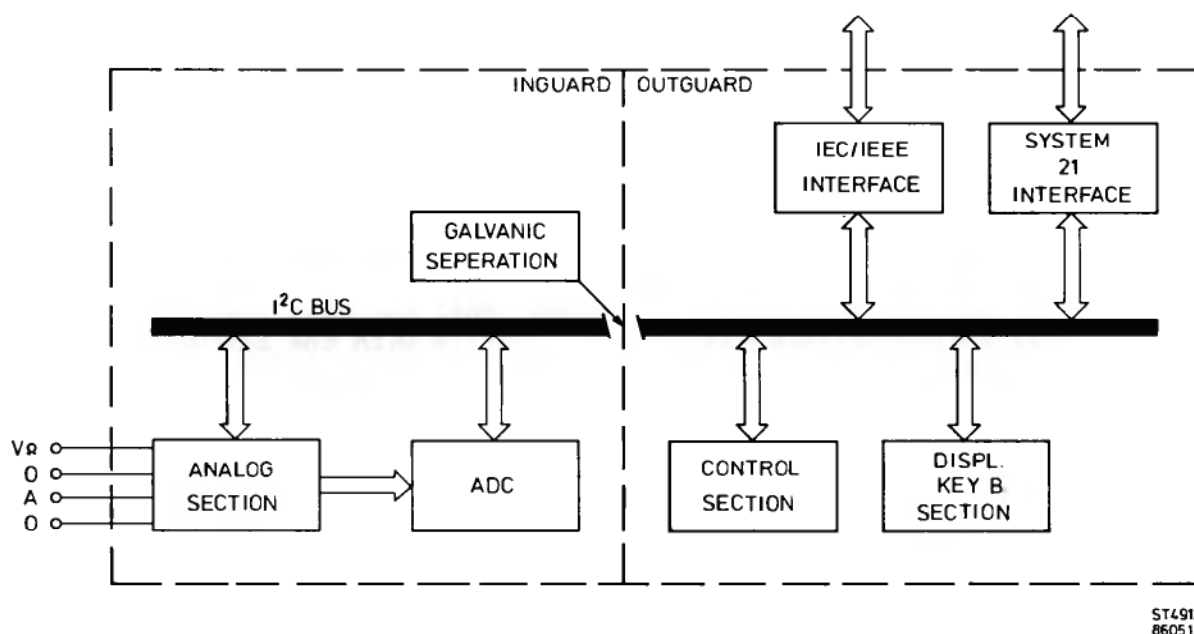 INGUARD
OUTGUARD
IEC/IEEE
INTERFACE
SYSTEM
21
INTERFACE
GALVANIC
SEPERATION
I²C BUS
VΩ
0
A
0
ANALOG
SECTION
ADC
CONTROL
SECTION
DISPL.
KEY B
SECTION
ST491
86051